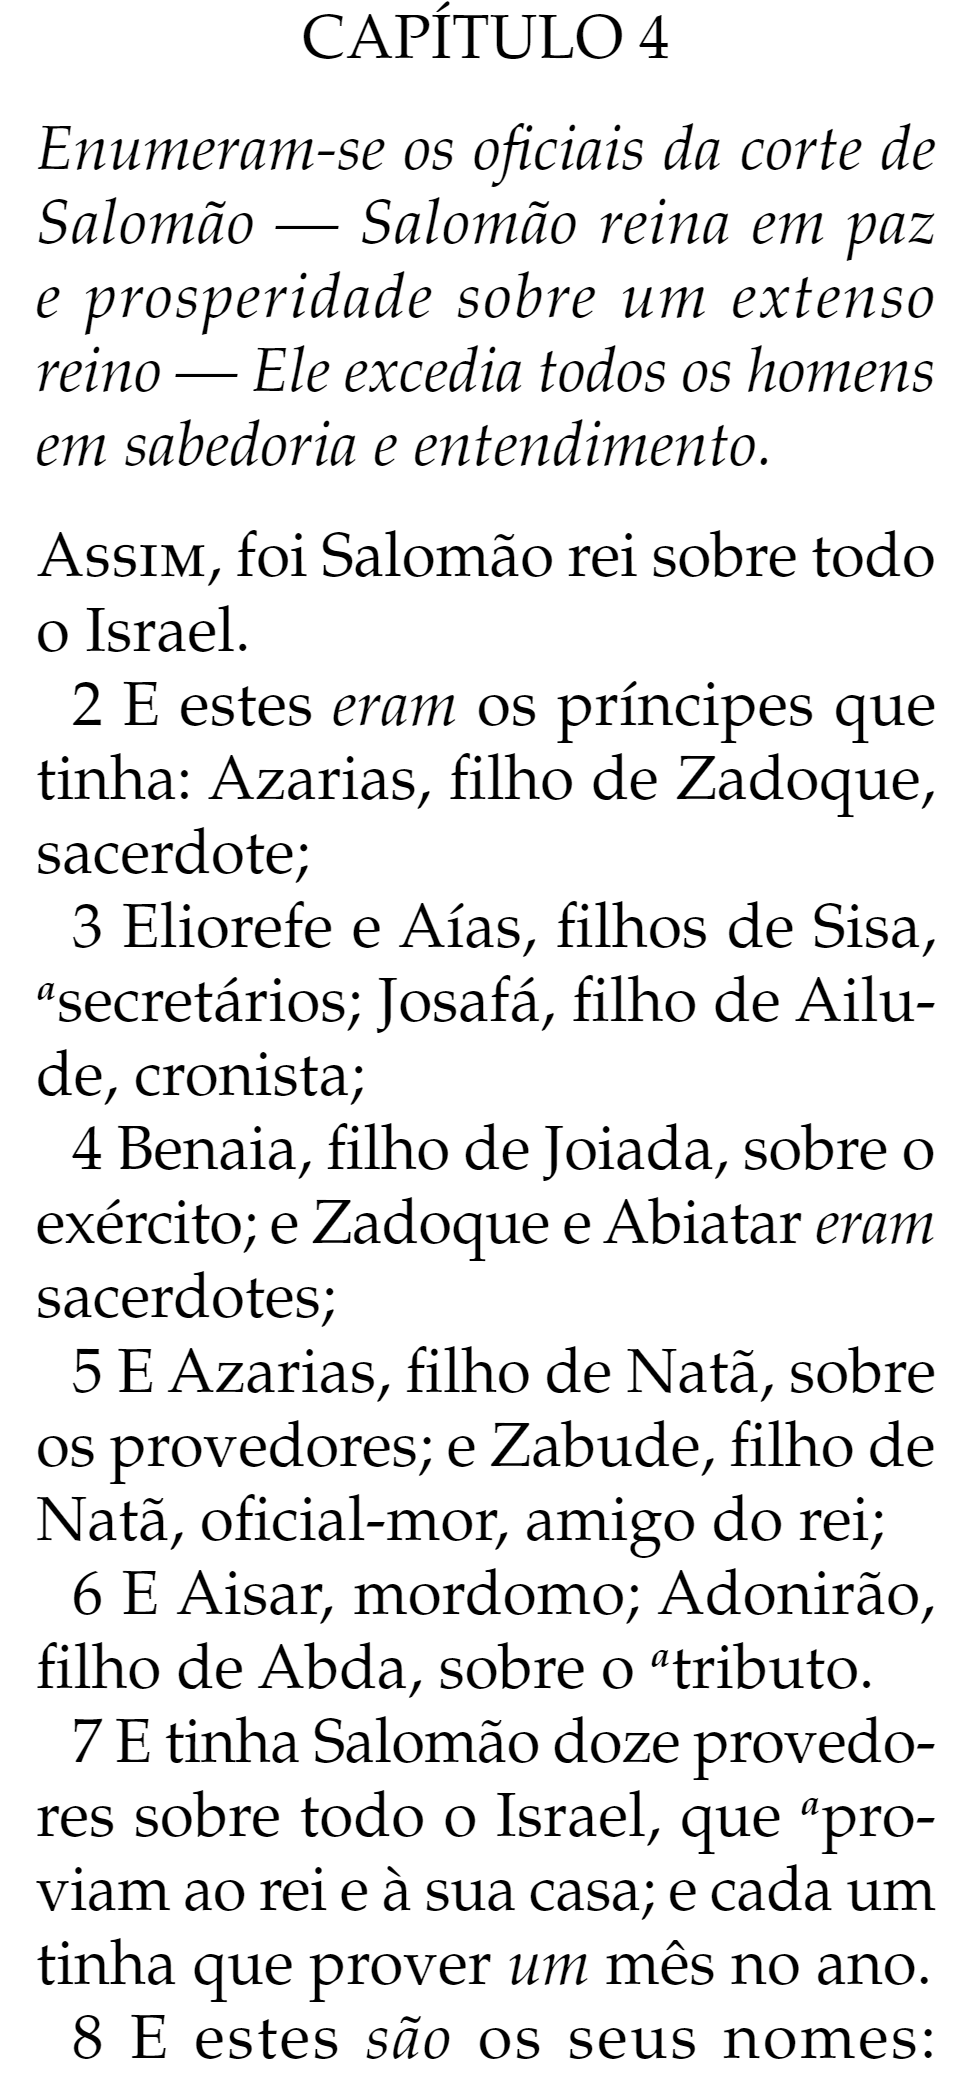 CAPÍTULO 4
Enumeram-se os oficiais da corte de
Salomão — Salomão reina em paz
e prosperidade sobre um extenso
reino — Ele excedia todos os homens
em sabedoria e entendimento.
Assim, foi Salomão rei sobre todo
o Israel.
2 E estes eram os príncipes que
tinha: Azarias, filho de Zadoque,
sacerdote;
3 Eliorefe e Aías, filhos de Sisa,
ᵃsecretários; Josafá, filho de Ailu-
de, cronista;
4 Benaia, filho de Joiada, sobre o
exército; e Zadoque e Abiatar eram
sacerdotes;
5 E Azarias, filho de Natã, sobre
os provedores; e Zabude, filho de
Natã, oficial-mor, amigo do rei;
6 E Aisar, mordomo; Adonirão,
filho de Abda, sobre o ᵃtributo.
7 E tinha Salomão doze provedo-
res sobre todo o Israel, que ᵃpro-
viam ao rei e à sua casa; e cada um
tinha que prover um mês no ano.
8 E estes são os seus nomes: